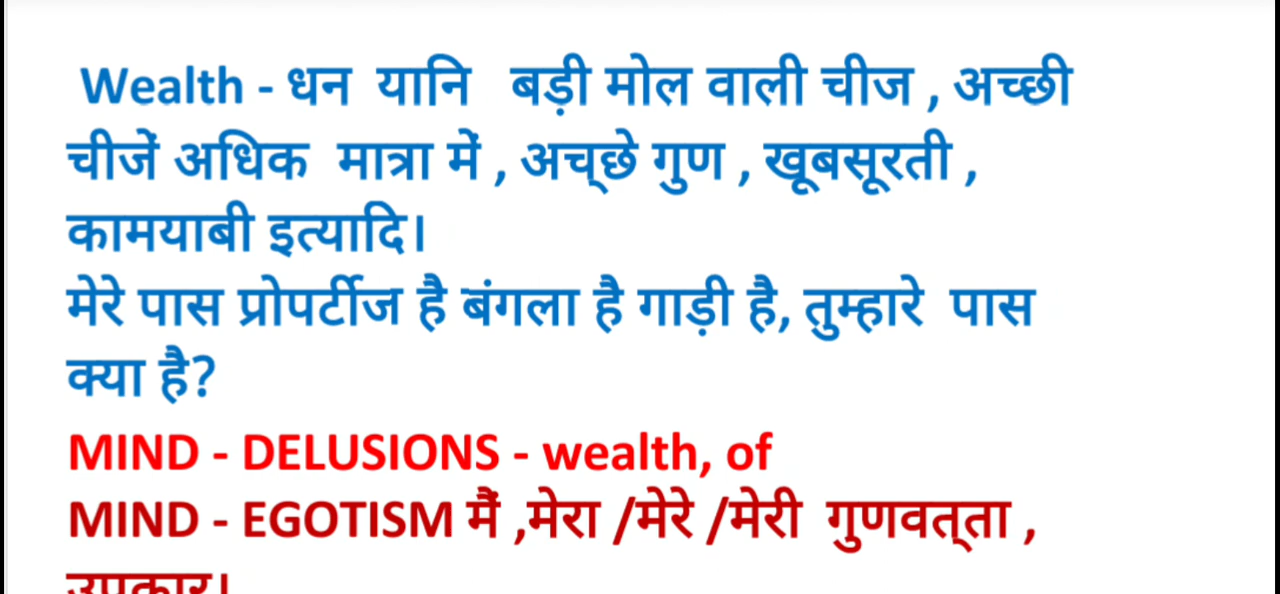 Wealth - धन यानि बड़ी मोल वाली चीज , अच्छी
चीजें अधिक मात्रा में , अच्‌छे गुण , खूबसूरती ,
कामयाबी इत्यादि।
मेरे पास प्रोपर्टीज है बंगला है गाड़ी है, तुम्हारे पास
क्या है?
MIND - DELUSIONS - wealth, of
MIND - EGOTISM मैं ,मेरा /मेरे /मेरी गुणवत्‌ता ,
उपकार।